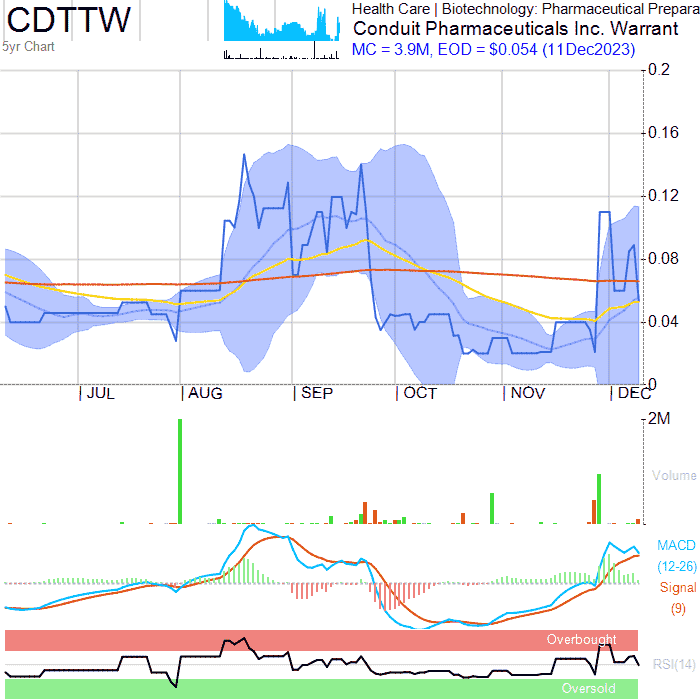 CDTTW
5yr Chart
Health Care | Biotechnology: Pharmaceutical Prepara
Conduit Pharmaceuticals Inc. Warrant
MC = 3.9M, EOD = $0.054 (11Dec2023)
0.2
0.16
0.12
0.08
0.04
0
JUL
AUG
SEP
OCT
NOV
DEC
2M
Volume
MACD
(12-26)
Signal
(9)
Overbought
RSI(14)
Oversold